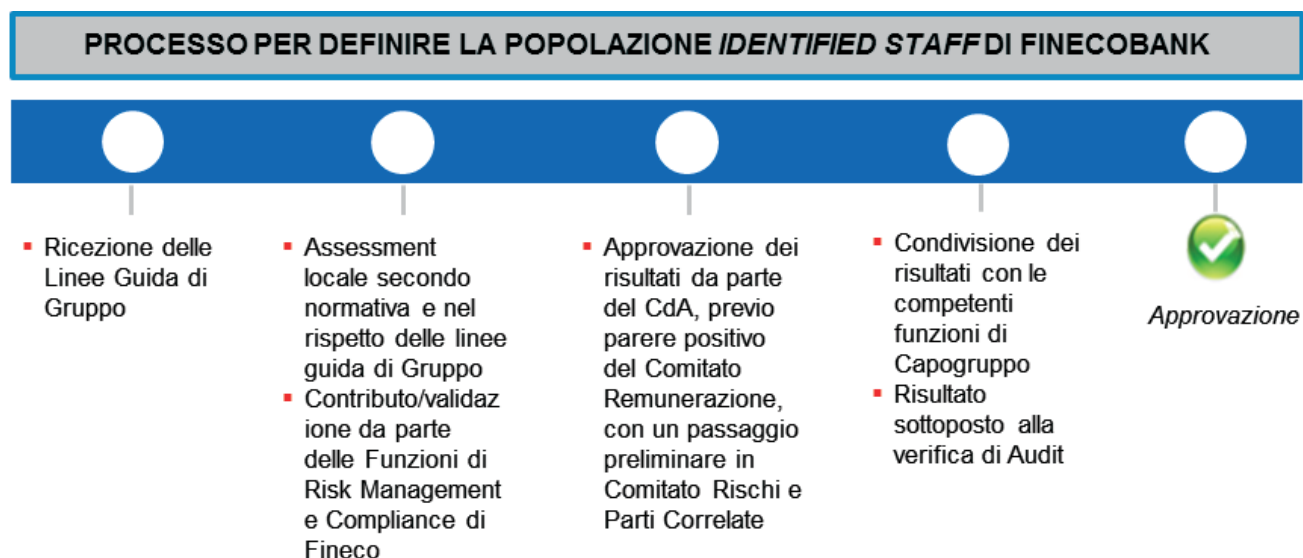 PROCESSO PER DEFINIRE LA POPOLAZIONE IDENTIFIED STAFF DI FINECOBANK
▪ Ricezione delle
Linee Guida di
Gruppo
▪ Assessment
locale secondo
normativa e nel
rispetto delle linee
guida di Gruppo
▪ Contributo/validaz
ione da parte
delle Funzioni di
Risk Management
e Compliance di
Fineco
▪ Approvazione dei
risultati da parte
del CdA, previo
parere positivo
del Comitato
Remunerazione,
con un passaggio
preliminare in
Comitato Rischi e
Parti Correlate
▪ Condivisione dei
risultati con le
competenti
funzioni di
Capogruppo
▪ Risultato
sottoposto alla
verifica di Audit
Approvazione